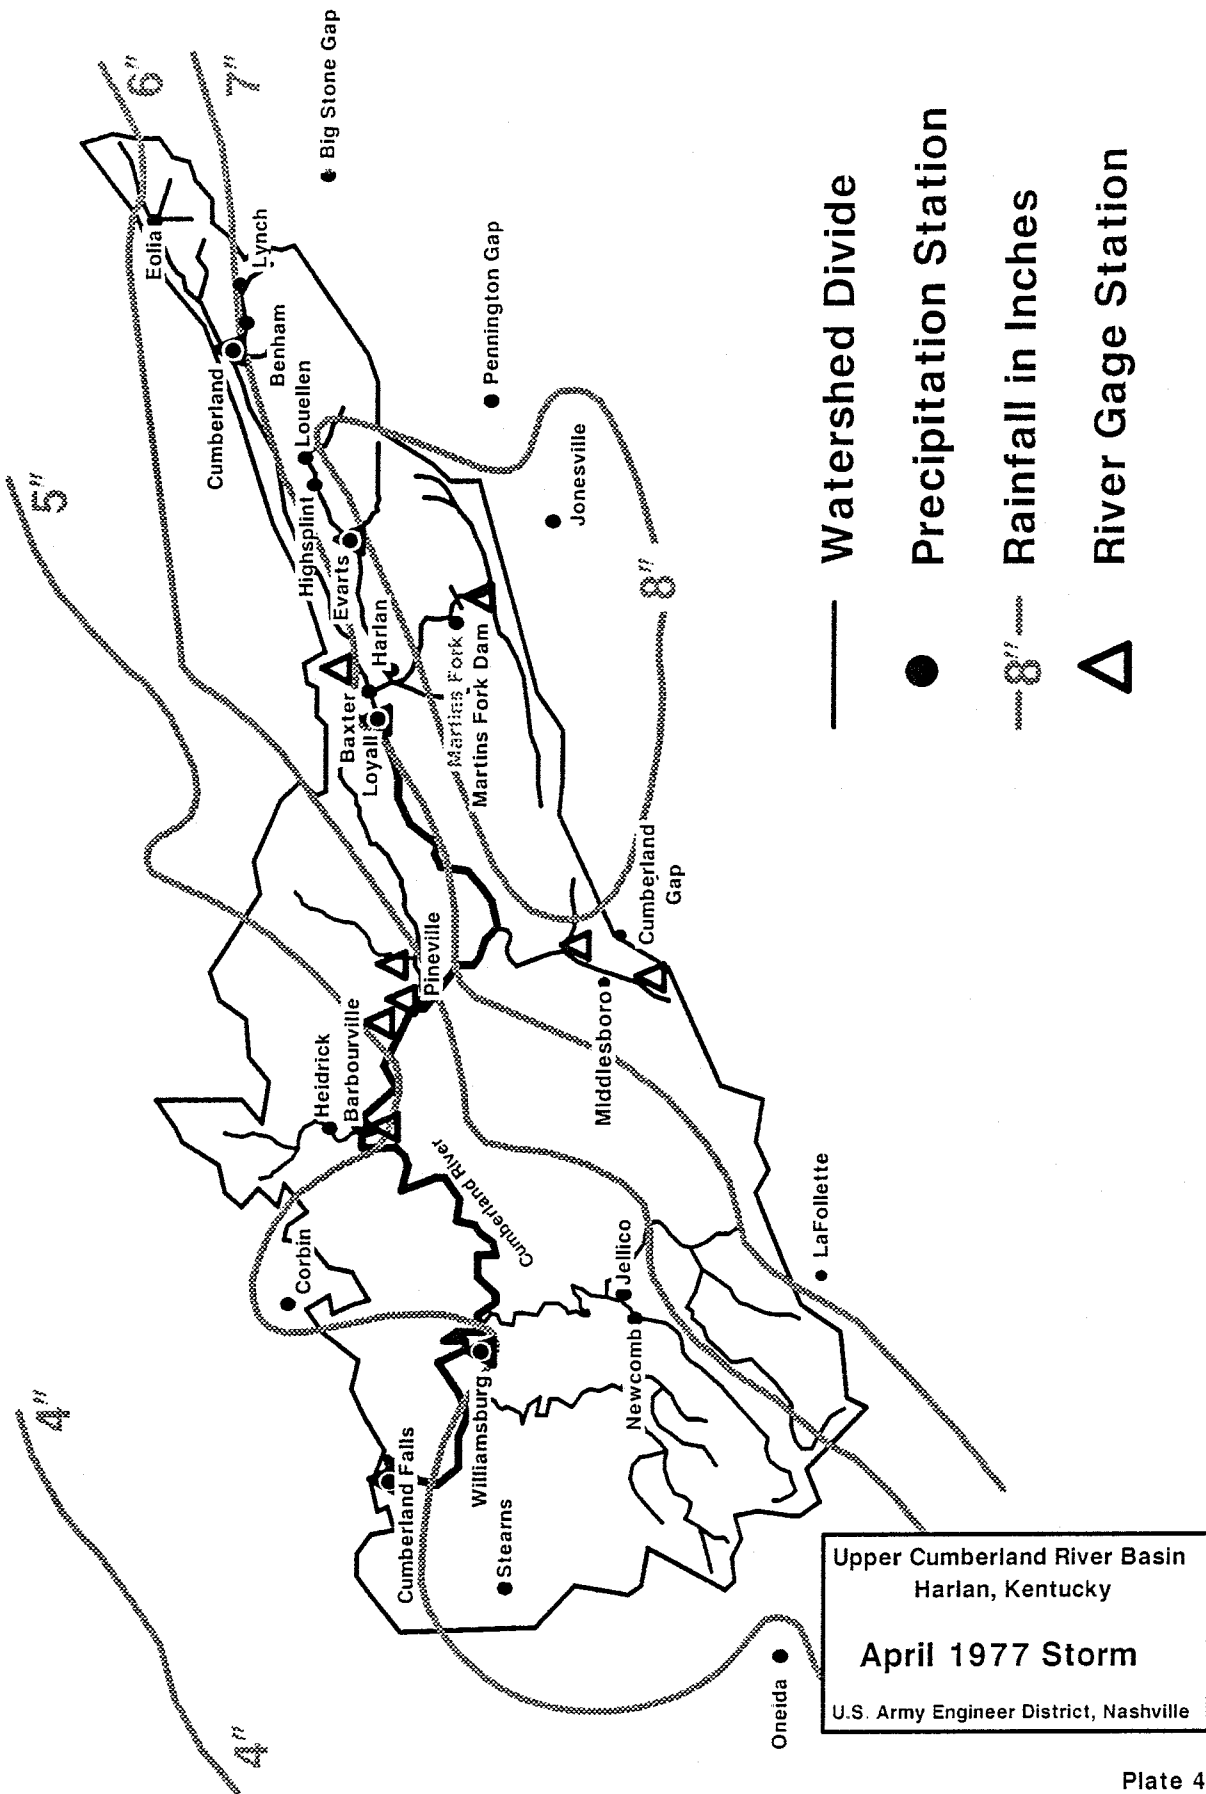 4"
4"
5"
6"
7"
8"
Big Stone Gap
Eolia
Lynch
Benham
Cumberland
Louellen
Pennington Gap
Highsplint
Evarts
Jonesville
Harlan
Baxter
Loyall
Martins Fork
Martins Fork Dam
Pineville
Cumberland
Gap
Middlesboro
Heidrick
Barbourville
Cumberland River
Corbin
Jellico
LaFollette
Newcomb
Williamsburg
Cumberland Falls
Stearns
Oneida
Watershed Divide
Precipitation Station
8" Rainfall in Inches
River Gage Station
Upper Cumberland River Basin
Harlan, Kentucky
April 1977 Storm
U.S. Army Engineer District, Nashville
Plate 4